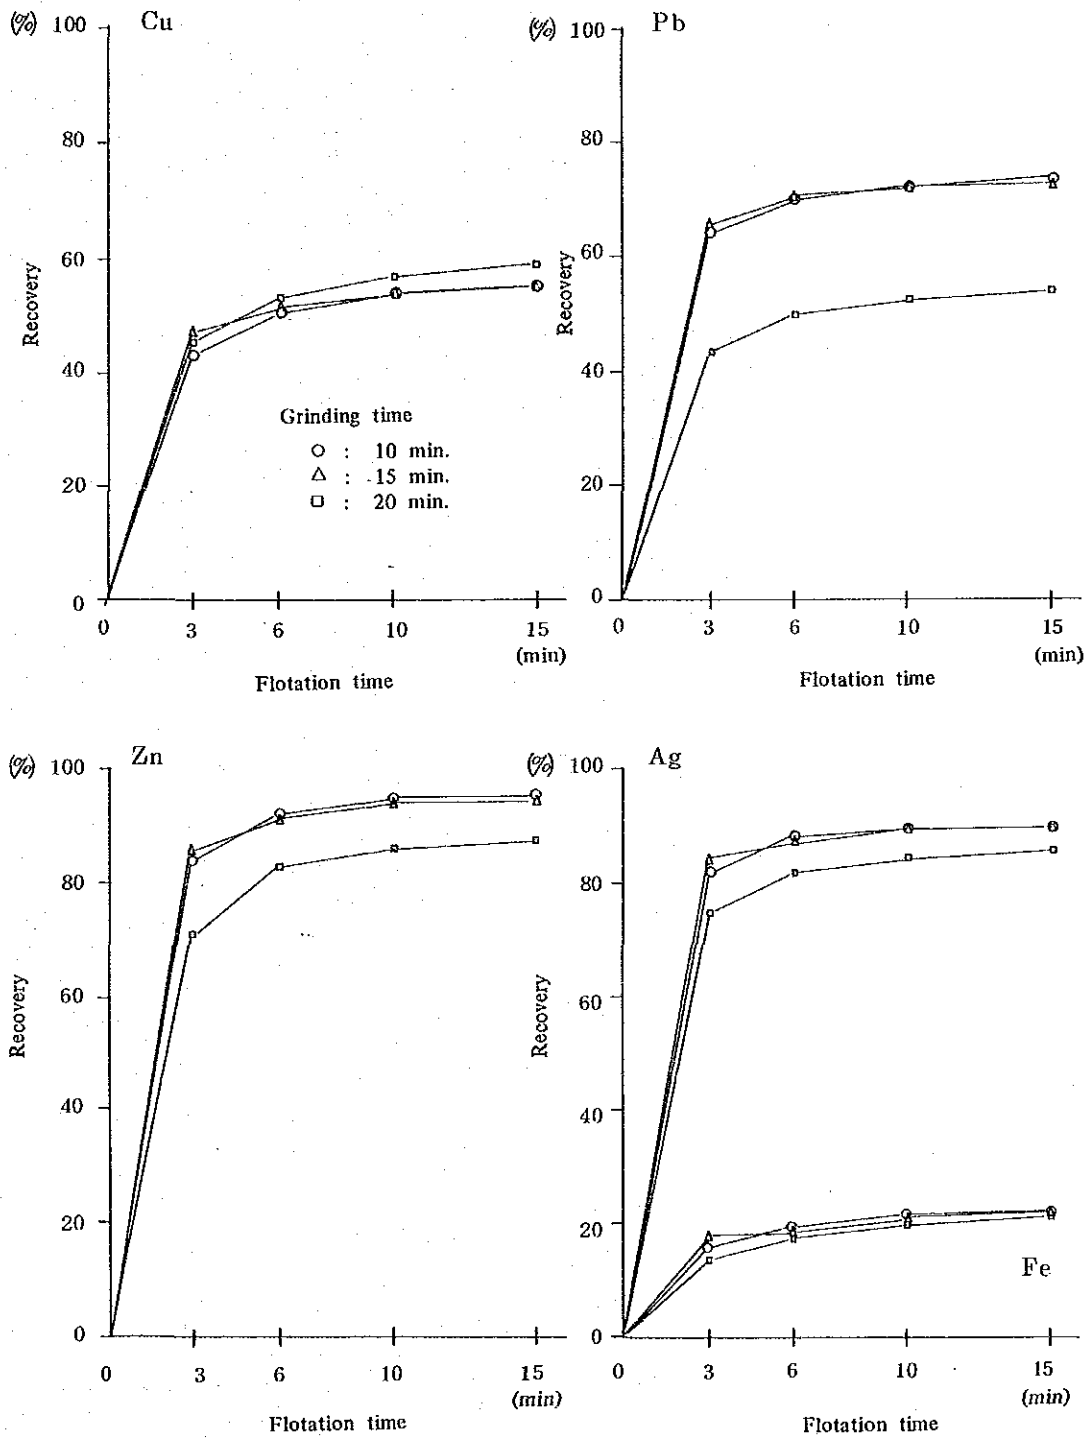 (%) 100 Cu
80
60
40
20
0
Recovery
Grinding time
○ : 10 min.
△ : 15 min.
□ : 20 min.
0 3 6 10 15
(min)
Flotation time
(%) 100 Pb
80
60
40
20
0
Recovery
0 3 6 10 15
(min)
Flotation time
(%) 100 Zn
80
60
40
20
0
Recovery
0 3 6 10 15
(min)
Flotation time
(%) 100 Ag
80
60
40
20
0
Recovery
Fe
0 3 6 10 15
(min)
Flotation time